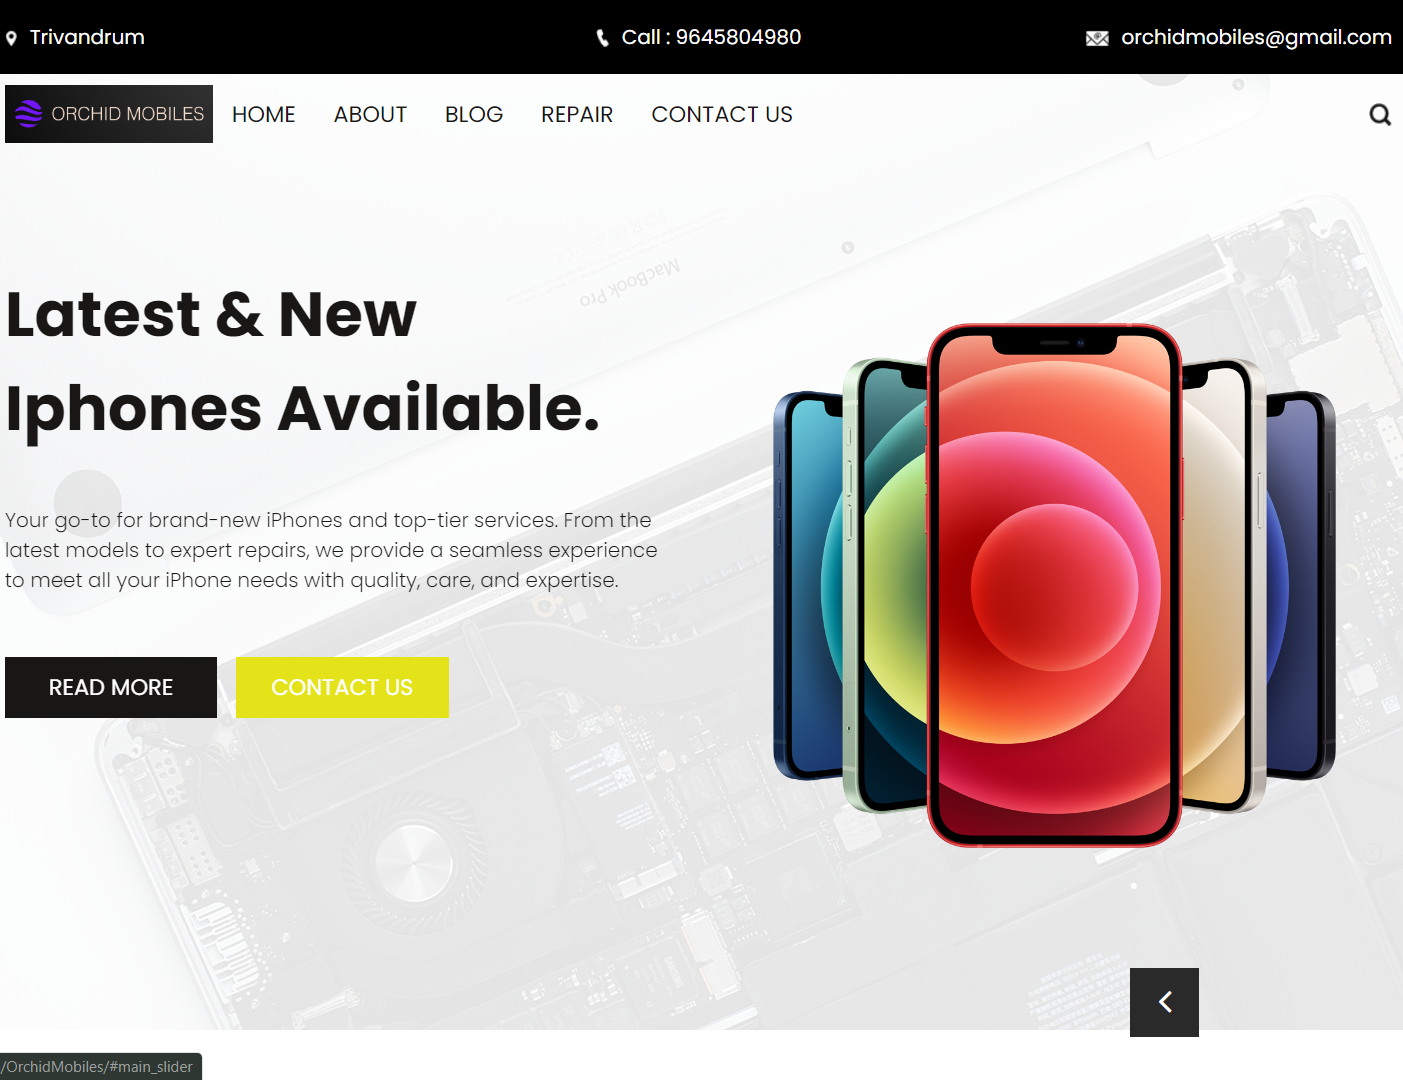 Trivandrum
Call : 9645804980
orchidmobiles@gmail.com
ORCHID MOBILES
HOME
ABOUT
BLOG
REPAIR
CONTACT US
MacBook Pro
Latest & New
Iphones Available.
Your go-to for brand-new iPhones and top-tier services. From the
latest models to expert repairs, we provide a seamless experience
to meet all your iPhone needs with quality, care, and expertise.
READ MORE
CONTACT US
/OrchidMobiles/#main_slider